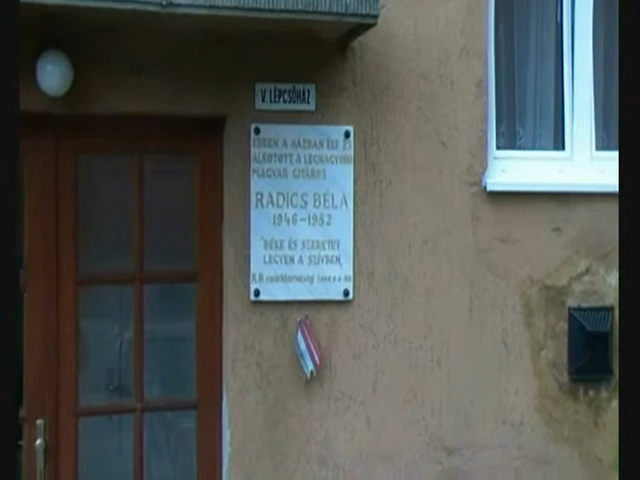 V. LÉPCSŐHÁZ
EBBEN A HÁZBAN ÉLT ÉS
ALKOTOTT A LEGNAGYOBB
MAGYAR GITÁROS
RADICS BÉLA
1946-1982
"BÉKE ÉS SZERETET
LEGYEN A SZÍVBEN"
R.B.